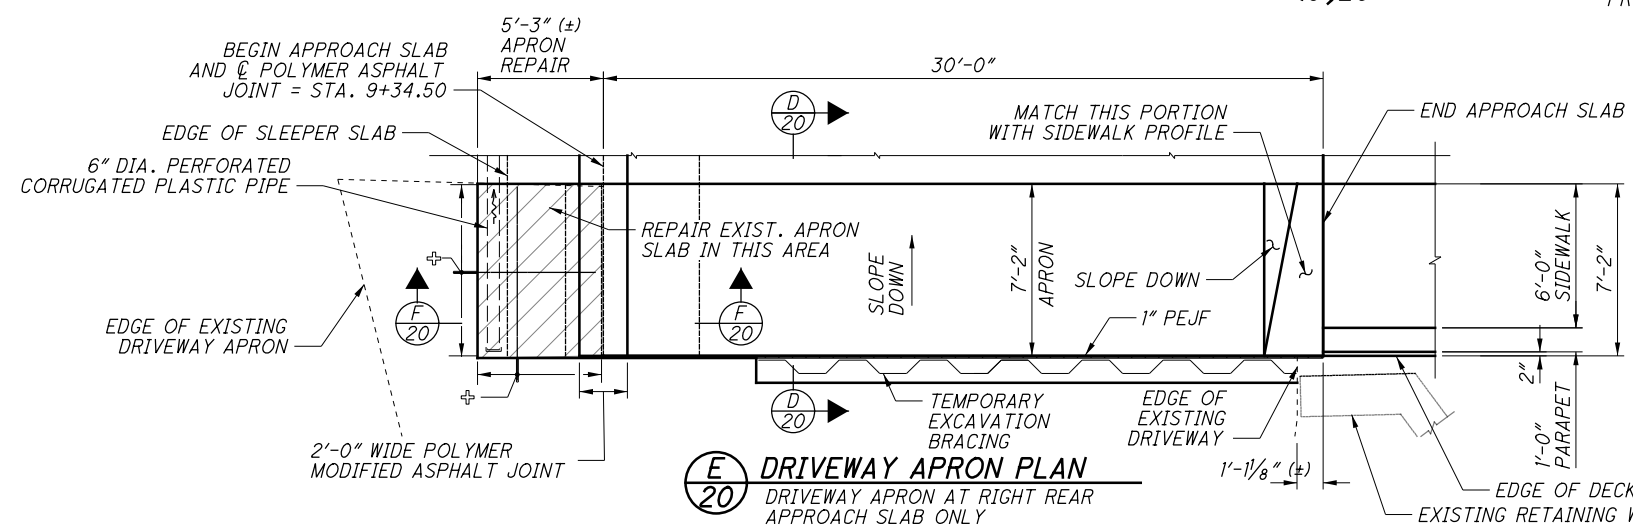 5'-3" (±)
APRON
REPAIR
BEGIN APPROACH SLAB
AND ℄ POLYMER ASPHALT
JOINT = STA. 9+34.50
30'-0"
D
20
MATCH THIS PORTION
WITH SIDEWALK PROFILE
END APPROACH SLAB
EDGE OF SLEEPER SLAB
6" DIA. PERFORATED
CORRUGATED PLASTIC PIPE
REPAIR EXIST. APRON
SLAB IN THIS AREA
SLOPE
DOWN
7'-2"
APRON
SLOPE DOWN
6'-0"
SIDEWALK
7'-2"
F
20
F
20
1" PEJF
EDGE OF EXISTING
DRIVEWAY APRON
2"
1'-0"
PARAPET
D
20
TEMPORARY
EXCAVATION
BRACING
EDGE OF
EXISTING
DRIVEWAY
2'-0" WIDE POLYMER
MODIFIED ASPHALT JOINT
E
20
DRIVEWAY APRON PLAN
DRIVEWAY APRON AT RIGHT REAR
APPROACH SLAB ONLY
1'-1 1/8" (±)
EDGE OF DECK
EXISTING RETAINING